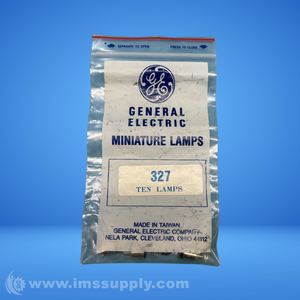 SEPARATE TO OPEN PRESS TO CLOSE
GE
GENERAL
ELECTRIC
MINIATURE LAMPS
327
TEN LAMPS
MADE IN TAIWAN
GENERAL ELECTRIC COMPANY
NELA PARK, CLEVELAND, OHIO 44112
© www.imssupply.com